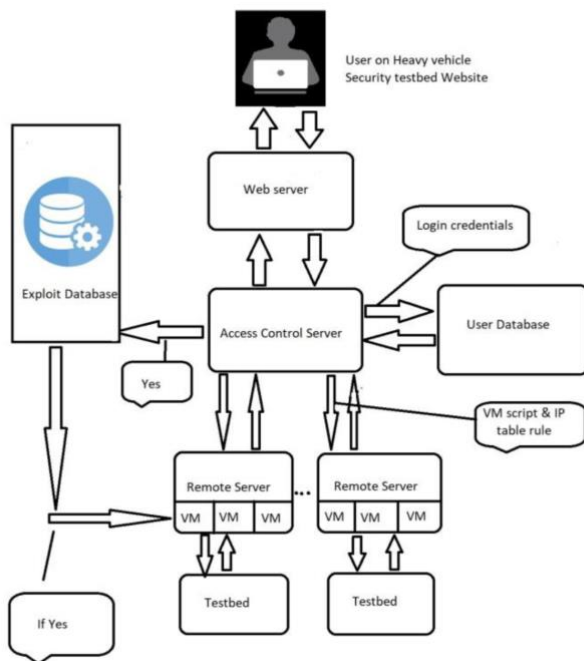 User on Heavy vehicle
Security testbed Website
Web server
Login credentials
Exploit Database
Access Control Server
User Database
Yes
VM script & IP
table rule
Remote Server
...
Remote Server
VM VM VM
VM VM VM
Testbed
Testbed
If Yes